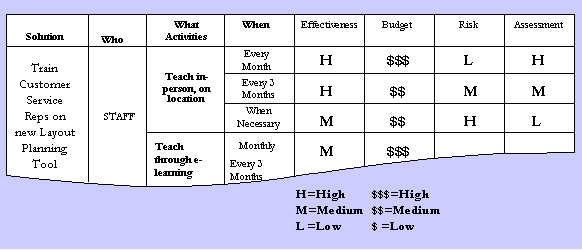 Solution Who What Activities When Effectiveness Budget Risk Assessment
Train Customer Service Reps on new Layout Planning Tool
STAFF
Teach in-person, on location
Every Month H $$$ L H
Every 3 Months H $$ M M
When Necessary M $$ H L
Teach through e-learning
Monthly M $$$
Every 3 Months
H=High $$$=High
M=Medium $$=Medium
L =Low $ =Low